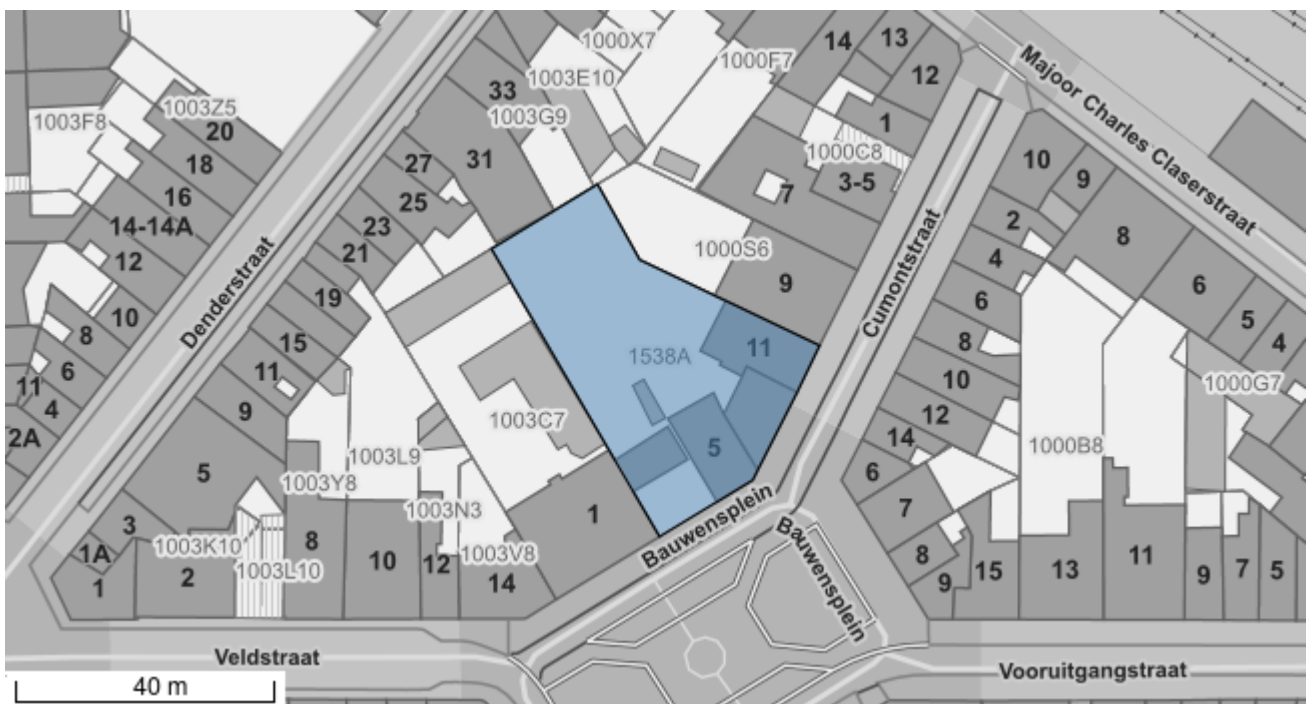 14
13
12
1000X7
1000F7
Majoor Charles Claserstraat
1003E10
33
1003G9
1003Z5
20
1003F8
18
1
1000C8
3-5
31
27
16
25
7
10
9
14-14A
23
2
8
21
12
1000S6
4
Denderstraat
19
9
Cumontstraat
6
6
10
8
15
8
5
6
11
1538A
11
10
4
11
4
9
12
1000G7
2A
1003C7
14
1000B8
5
1003L9
5
6
1003Y8
7
3
1003N3
1
Bauwensplein
Bauwensplein
1A
1003K10
8
10
12
1003V8
8
15
13
11
9
7
5
1
2
1003L10
14
9
Veldstraat
Vooruitgangstraat
40 m